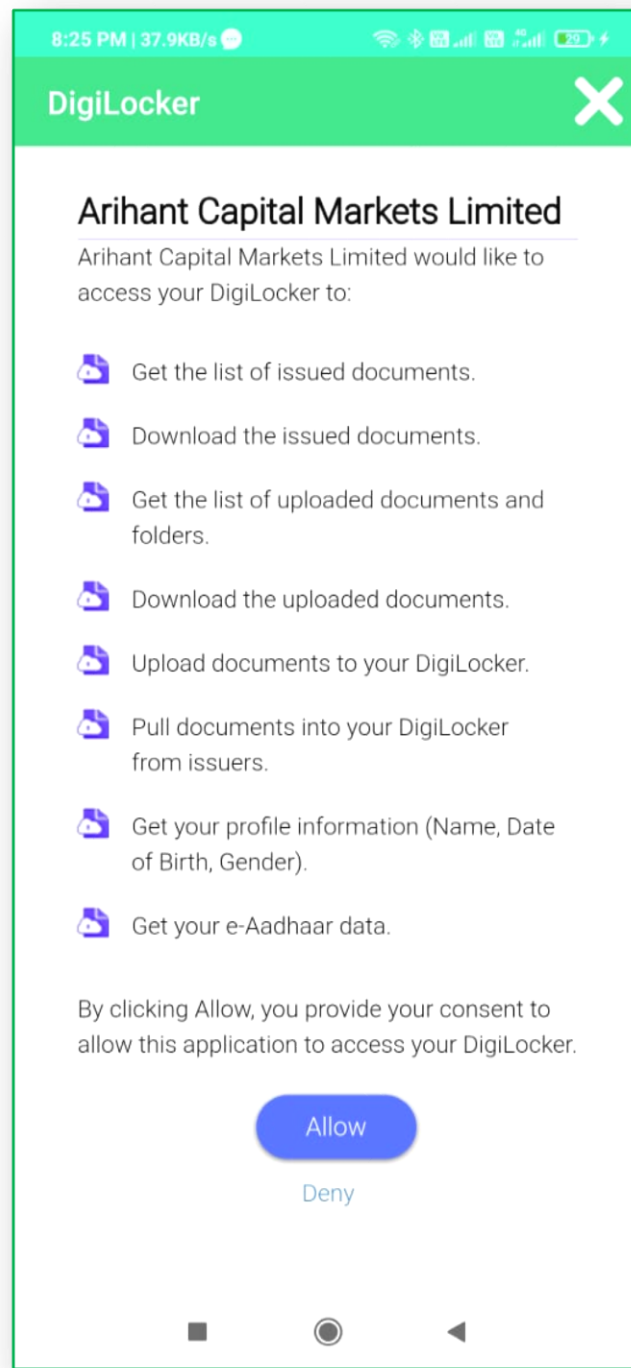 8:25 PM | 37.9KB/s
4G
29
DigiLocker
Arihant Capital Markets Limited
Arihant Capital Markets Limited would like to
access your DigiLocker to:
Get the list of issued documents.
Download the issued documents.
Get the list of uploaded documents and
folders.
Download the uploaded documents.
Upload documents to your DigiLocker.
Pull documents into your DigiLocker
from issuers.
Get your profile information (Name, Date
of Birth, Gender).
Get your e-Aadhaar data.
By clicking Allow, you provide your consent to
allow this application to access your DigiLocker.
Allow
Deny